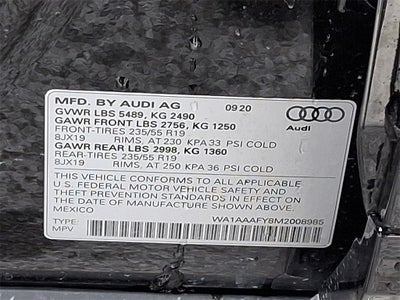 MFD. BY AUDI AG 09 20
GVWR LBS 5489, KG 2490
GAWR FRONT LBS 2756, KG 1250
FRONT-TIRES 235/55 R19
8JX19 RIMS, AT 230 KPA 33 PSI COLD
GAWR REAR LBS 2998, KG 1360
REAR-TIRES 235/55 R19
8JX19 RIMS, AT 250 KPA 36 PSI COLD
Audi
THIS VEHICLE CONFORMS TO ALL APPLICABLE
U.S. FEDERAL MOTOR VEHICLE SAFETY AND
THEFT PREVENTION STANDARDS IN EFFECT ON
THE DATE OF MANUFACTURE SHOWN ABOVE.
MEXICO
WA1AAAFY8M2008985
TYPE:
MPV